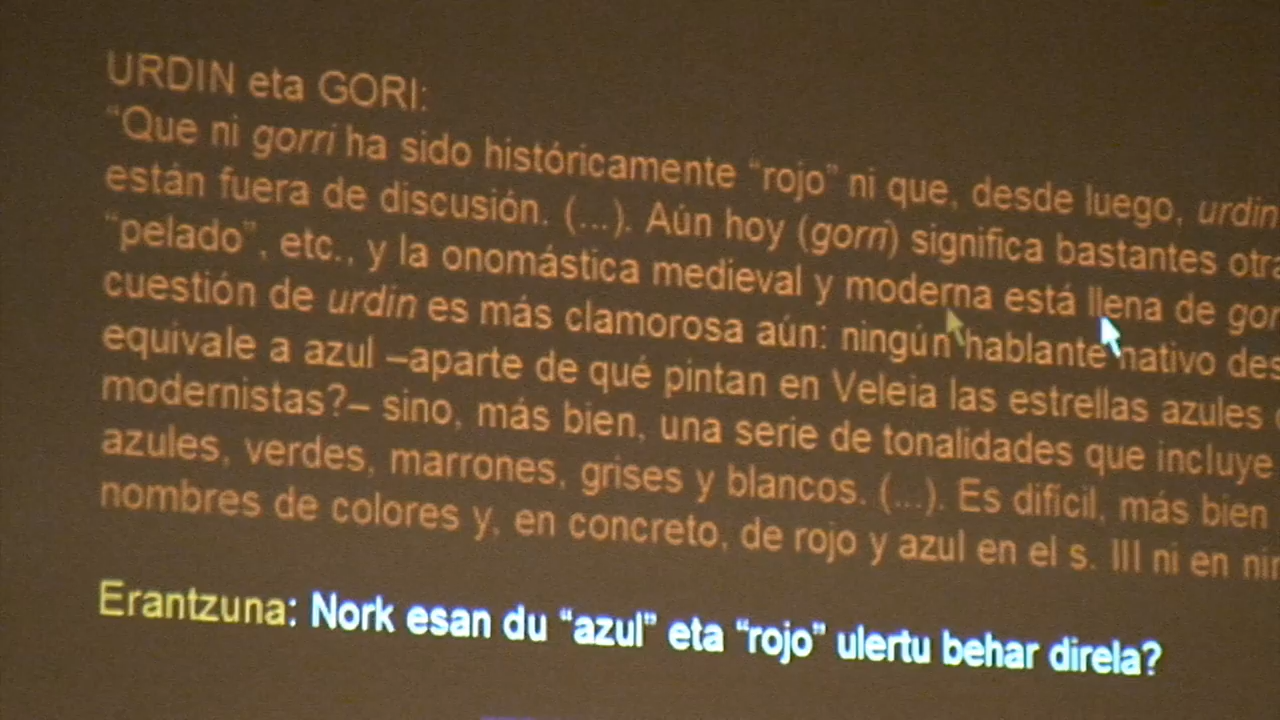 URDIN eta GORI:
“Que ni gorri ha sido históricamente “rojo” ni que, desde luego, urdin
están fuera de discusión. (...). Aún hoy (gorri) significa bastantes otra
“pelado”, etc., y la onomástica medieval y moderna está llena de gor
cuestión de urdin es más clamorosa aún: ningún hablante nativo des
equivale a azul –aparte de qué pintan en Veleia las estrellas azules
modernistas?– sino, más bien, una serie de tonalidades que incluye
azules, verdes, marrones, grises y blancos. (...). Es difícil, más bien
nombres de colores y, en concreto, de rojo y azul en el s. III ni en nin
Erantzuna: Nork esan du “azul” eta “rojo” ulertu behar direla?